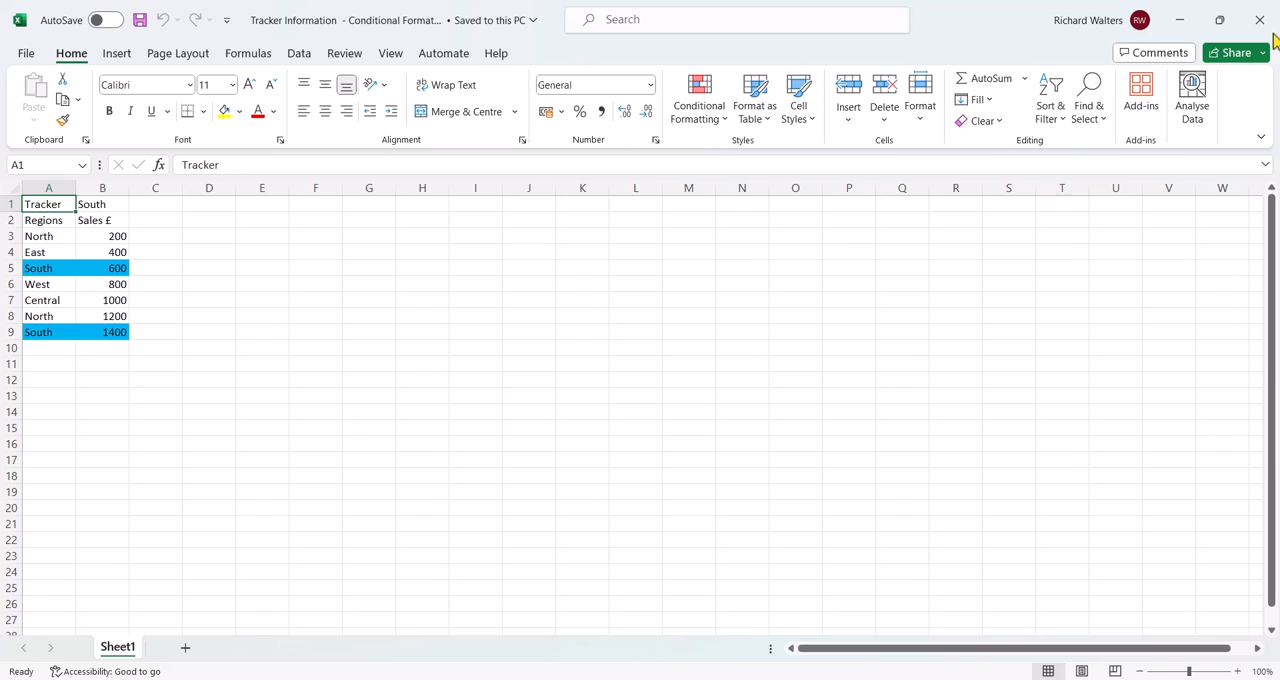 AutoSave
Tracker Information - Conditional Format... • Saved to this PC
Search
Richard Walters RW
File Home Insert Page Layout Formulas Data Review View Automate Help
Comments Share
Paste
Calibri 11 A A
Wrap Text
General
B I U A
Merge & Centre
% ,
Conditional Formatting
Format as Table
Cell Styles
Insert
Delete
Format
AutoSum
Fill
Clear
Sort & Filter
Find & Select
Add-ins
Analyse Data
Clipboard Font Alignment Number Styles Cells Editing Add-ins
A1 fx Tracker
A B C D E F G H I J K L M N O P Q R S T U V W
1 Tracker South
2 Regions Sales £
3 North 200
4 East 400
5 South 600
6 West 800
7 Central 1000
8 North 1200
9 South 1400
10
11
12
13
14
15
16
17
18
19
20
21
22
23
24
25
26
27
28
Sheet1
Ready Accessibility: Good to go 100%